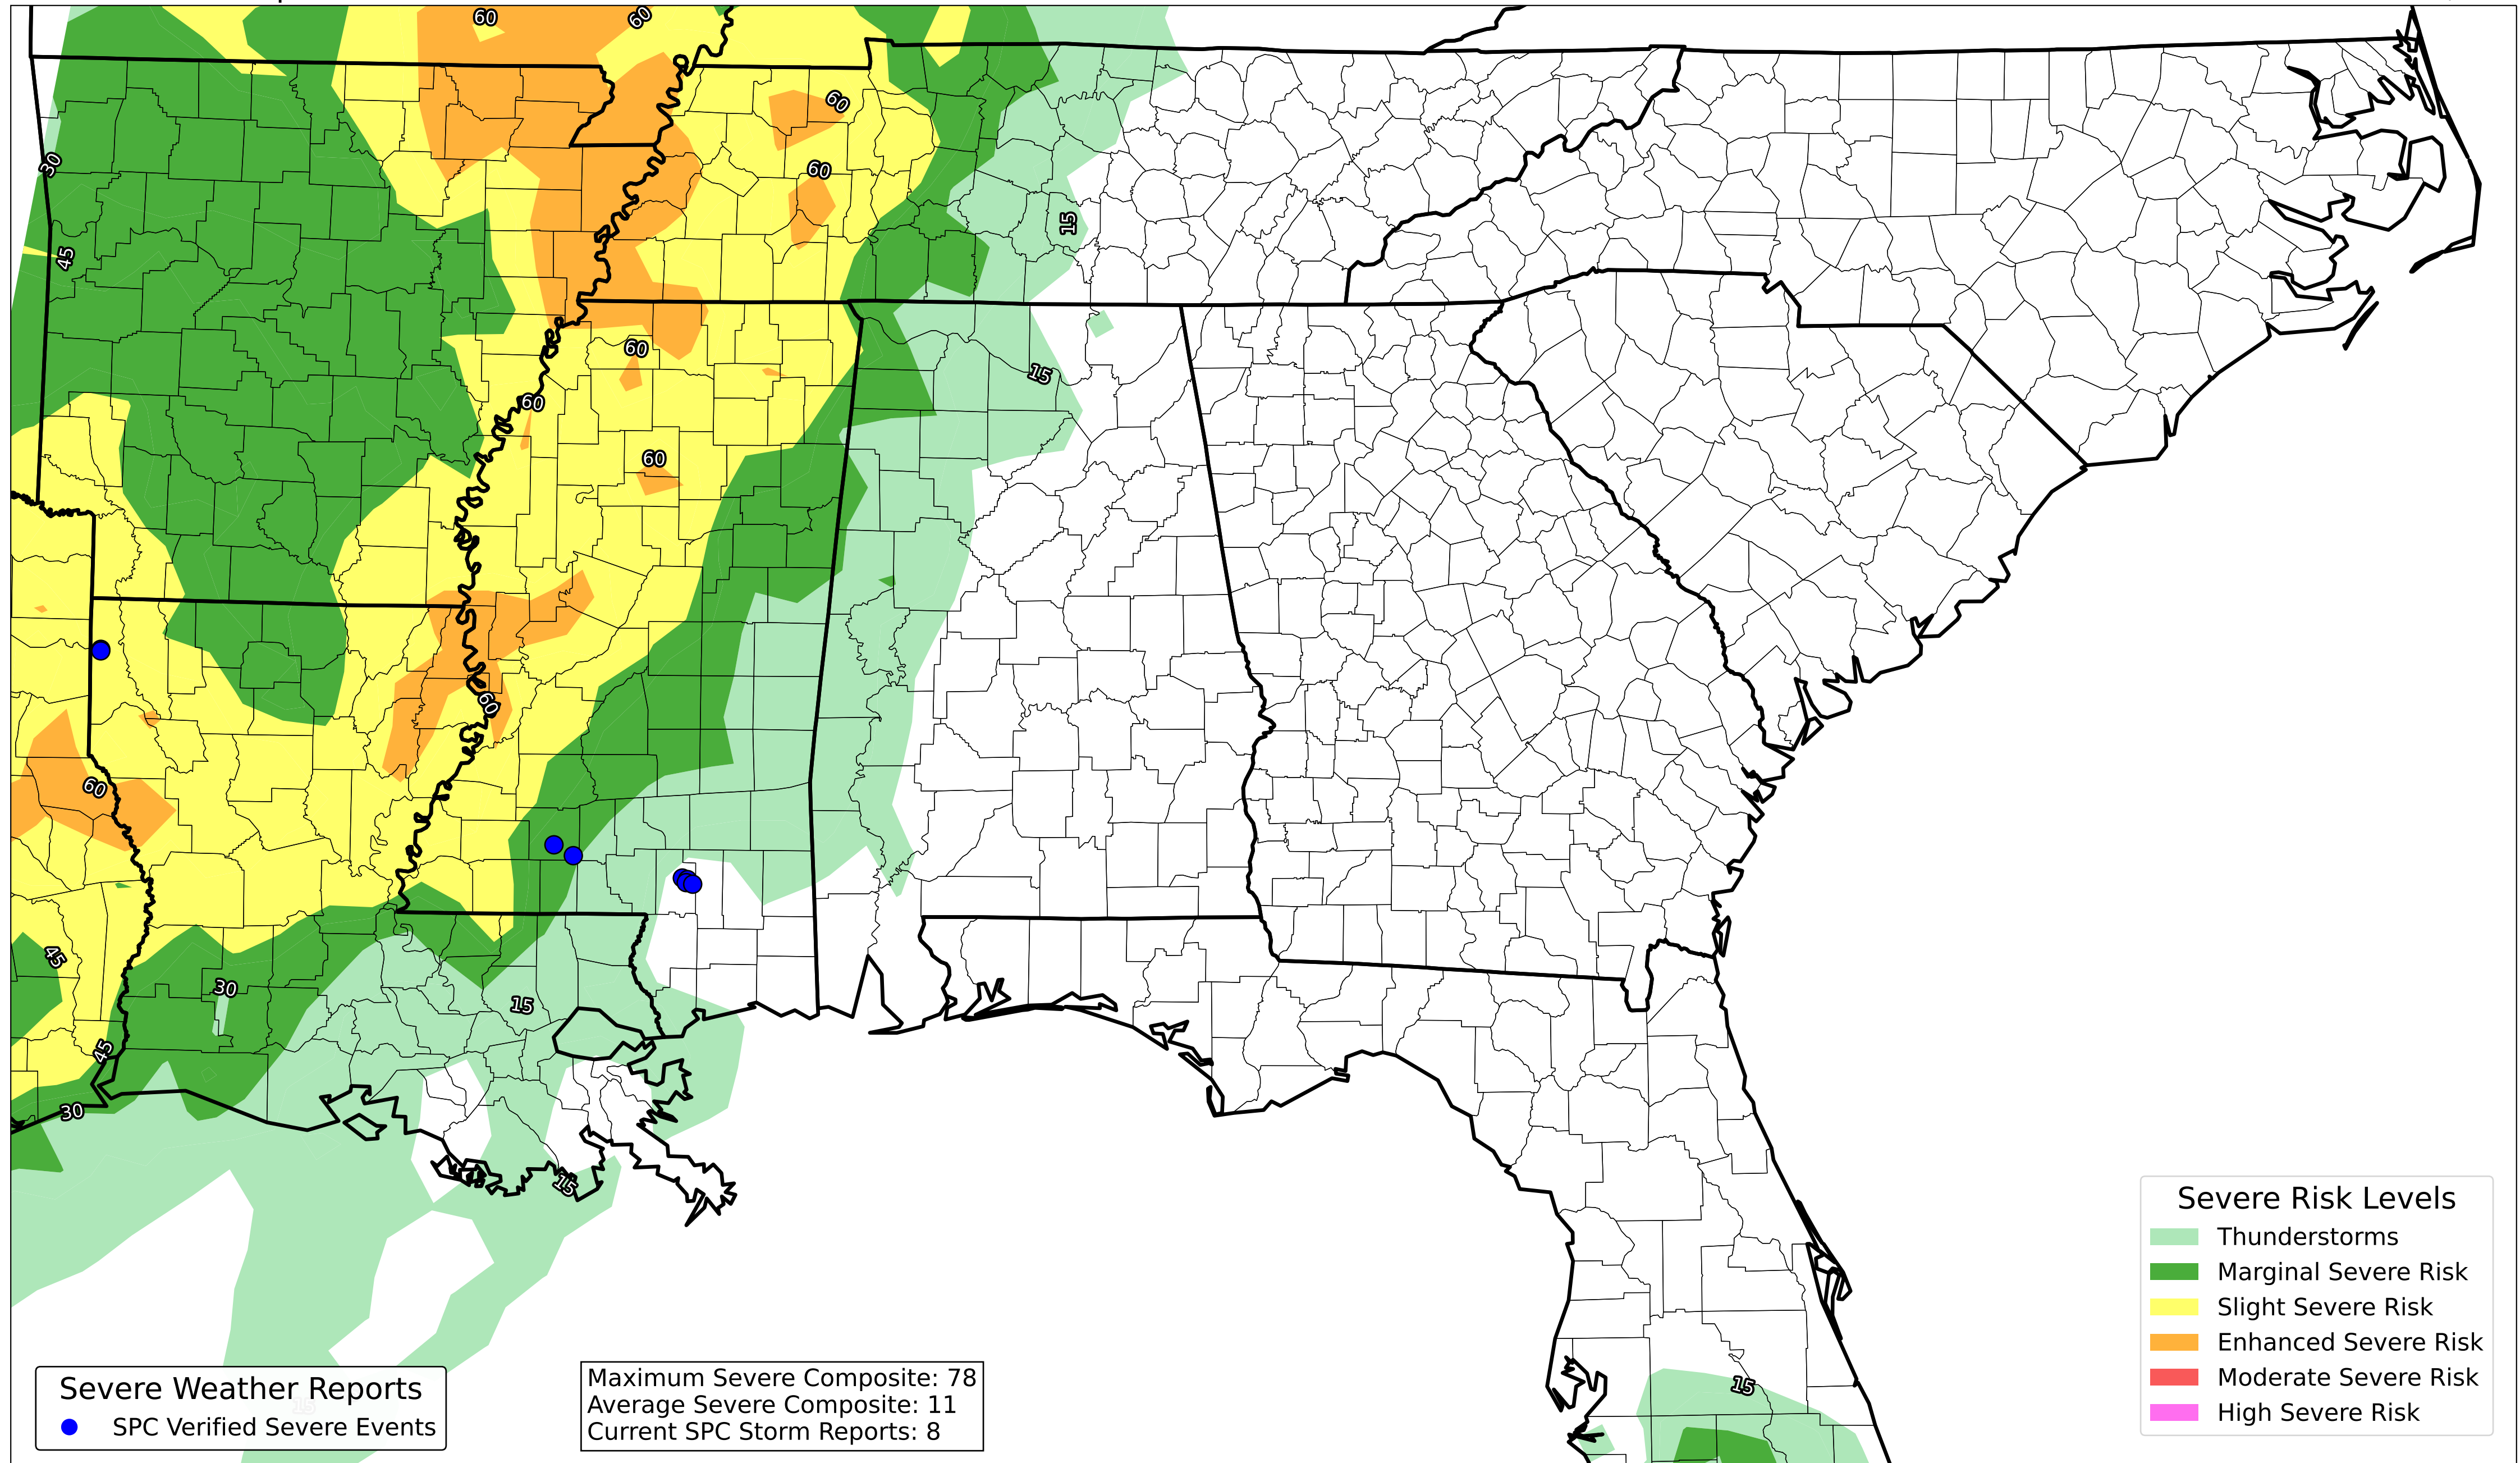 60
60
60
30
60
15
45
60
15
60
60
60
60
45
30
15
45
30
15
15
15
Severe Risk Levels
Thunderstorms
Marginal Severe Risk
Slight Severe Risk
Enhanced Severe Risk
Moderate Severe Risk
High Severe Risk
Severe Weather Reports
SPC Verified Severe Events
Maximum Severe Composite: 78
Average Severe Composite: 11
Current SPC Storm Reports: 8